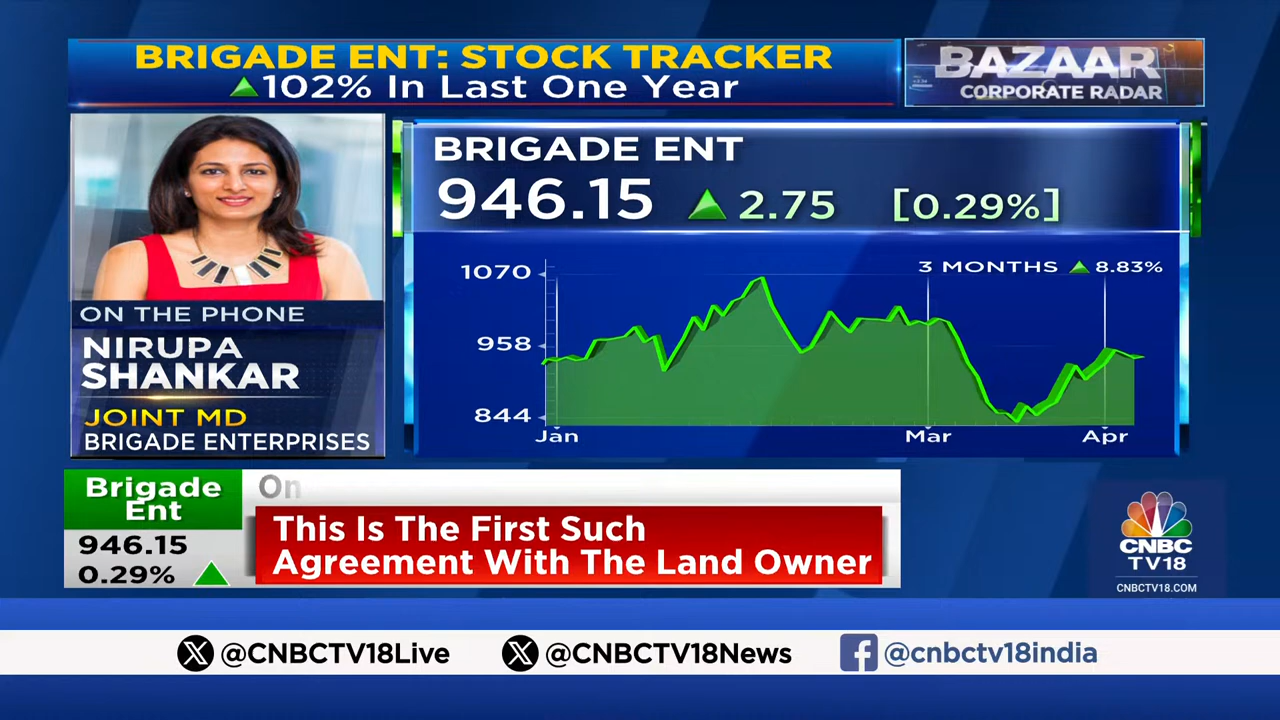 BRIGADE ENT: STOCK TRACKER
▲102% In Last One Year
BAZAAR
CORPORATE RADAR
BRIGADE ENT
946.15 ▲ 2.75 [0.29%]
3 MONTHS ▲ 8.83%
1070
958
844
Jan Mar Apr
ON THE PHONE
NIRUPA
SHANKAR
JOINT MD
BRIGADE ENTERPRISES
Brigade
Ent
946.15
0.29% ▲
On
This Is The First Such
Agreement With The Land Owner
CNBC
TV18
CNBCTV18.COM
@CNBCTV18Live @CNBCTV18News @cnbctv18india